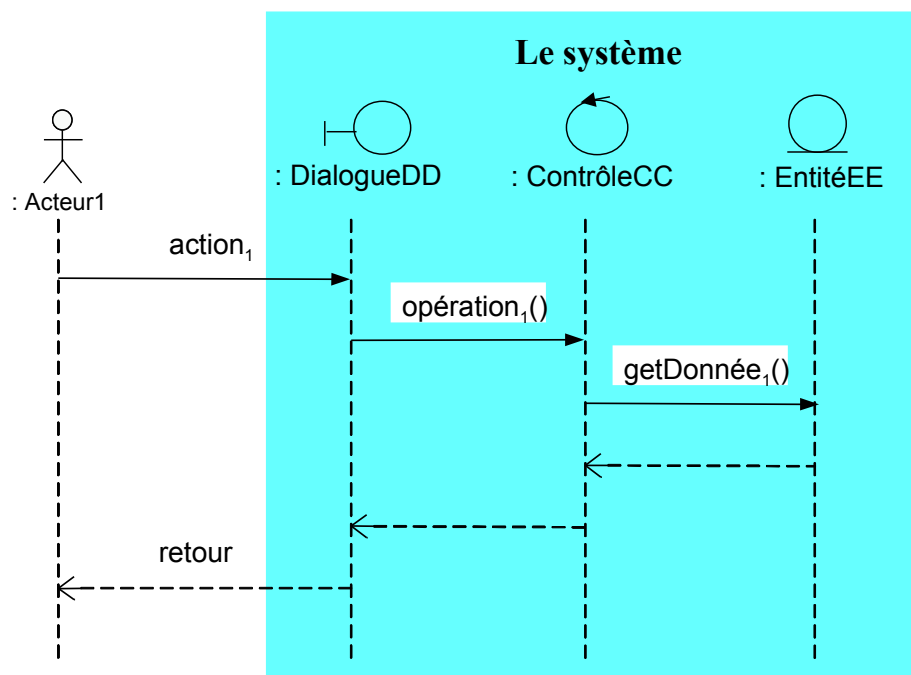 Le système
: Acteur1
: DialogueDD
: ContrôleCC
: EntitéEE
action₁
opération₁()
getDonnée₁()
retour